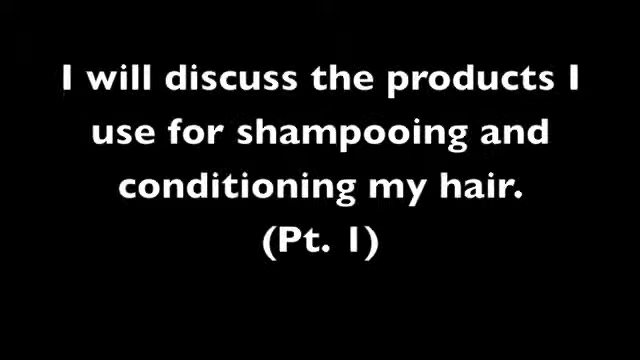 I will discuss the products I
use for shampooing and
conditioning my hair.
(Pt. 1)